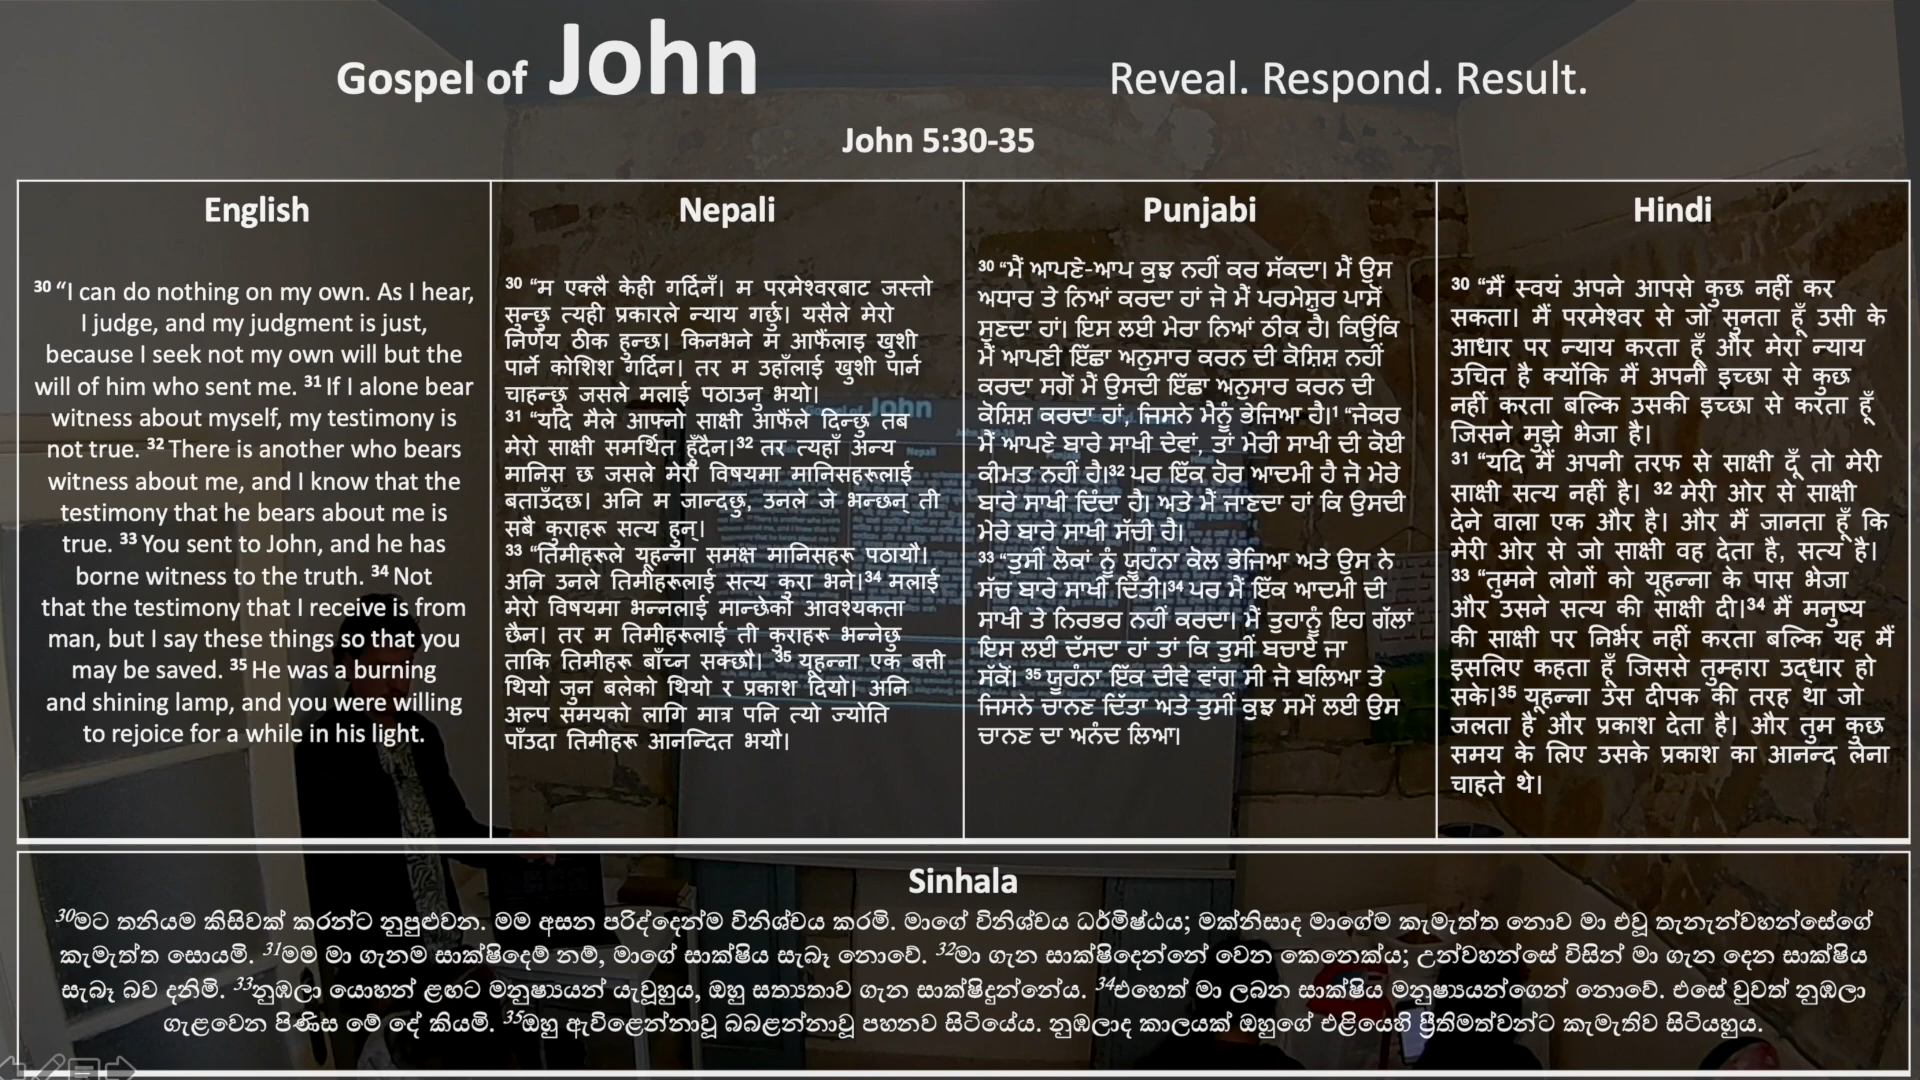 Gospel of John
Reveal. Respond. Result.
John 5:30-35
English
³⁰ “I can do nothing on my own. As I hear,
I judge, and my judgment is just,
because I seek not my own will but the
will of him who sent me. ³¹ If I alone bear
witness about myself, my testimony is
not true. ³² There is another who bears
witness about me, and I know that the
testimony that he bears about me is
true. ³³ You sent to John, and he has
borne witness to the truth. ³⁴ Not
that the testimony that I receive is from
man, but I say these things so that you
may be saved. ³⁵ He was a burning
and shining lamp, and you were willing
to rejoice for a while in his light.
Nepali
³⁰ “म एक्लै केही गर्दिनँ। म परमेश्वरबाट जस्तो
सुन्छु त्यही प्रकारले न्याय गर्छु। यसैले मेरो
निर्णय ठीक हुन्छ। किनभने म आफैंलाइ खुशी
पार्ने कोशिश गर्दिन। तर म उहाँलाई खुशी पार्न
चाहन्छु जसले मलाई पठाउनु भयो।
³¹ “यदि मैले आफ्नो साक्षी आफैंले दिन्छु तब
मेरो साक्षी समर्थित हुँदैन।³² तर त्यहाँ अन्य
मानिस छ जसले मेरो विषयमा मानिसहरूलाई
बताउँदछ। अनि म जान्दछु, उनले जे भन्छन् ती
सबै कुराहरू सत्य हुन्।
³³ “तिमीहरूले यूहन्ना समक्ष मानिसहरू पठायौ।
अनि उनले तिमीहरूलाई सत्य कुरा भने।³⁴ मलाई
मेरो विषयमा भन्नलाई मान्छेको आवश्यकता
छैन। तर म तिमीहरूलाई ती कुराहरू भन्नेछु
ताकि तिमीहरू बाँच्न सक्छौ। ³⁵ यूहन्ना एक बत्ती
थियो जुन बलेको थियो र प्रकाश दियो। अनि
अल्प समयको लागि मात्र पनि त्यो ज्योति
पाँउदा तिमीहरू आनन्दित भयौ।
Punjabi
³⁰ “ਮੈਂ ਆਪਣੇ-ਆਪ ਕੁਝ ਨਹੀਂ ਕਰ ਸੱਕਦਾ। ਮੈਂ ਉਸ
ਅਧਾਰ ਤੇ ਨਿਆਂ ਕਰਦਾ ਹਾਂ ਜੋ ਮੈਂ ਪਰਮੇਸ਼ੁਰ ਪਾਸੋਂ
ਸੁਣਦਾ ਹਾਂ। ਇਸ ਲਈ ਮੇਰਾ ਨਿਆਂ ਠੀਕ ਹੈ। ਕਿਉਂਕਿ
ਮੈਂ ਆਪਣੀ ਇੱਛਾ ਅਨੁਸਾਰ ਕਰਨ ਦੀ ਕੋਸ਼ਿਸ਼ ਨਹੀਂ
ਕਰਦਾ ਸਗੋਂ ਮੈਂ ਉਸਦੀ ਇੱਛਾ ਅਨੁਸਾਰ ਕਰਨ ਦੀ
ਕੋਸ਼ਿਸ਼ ਕਰਦਾ ਹਾਂ, ਜਿਸਨੇ ਮੈਨੂੰ ਭੇਜਿਆ ਹੈ।¹ “ਜੇਕਰ
ਮੈਂ ਆਪਣੇ ਬਾਰੇ ਸਾਖੀ ਦੇਵਾਂ, ਤਾਂ ਮੇਰੀ ਸਾਖੀ ਦੀ ਕੋਈ
ਕੀਮਤ ਨਹੀਂ ਹੈ।³² ਪਰ ਇੱਕ ਹੋਰ ਆਦਮੀ ਹੈ ਜੋ ਮੇਰੇ
ਬਾਰੇ ਸਾਖੀ ਦਿੰਦਾ ਹੈ। ਅਤੇ ਮੈਂ ਜਾਣਦਾ ਹਾਂ ਕਿ ਉਸਦੀ
ਮੇਰੇ ਬਾਰੇ ਸਾਖੀ ਸੱਚੀ ਹੈ।
³³ “ਤੁਸੀਂ ਲੋਕਾਂ ਨੂੰ ਯੂਹੰਨਾ ਕੋਲ ਭੇਜਿਆ ਅਤੇ ਉਸ ਨੇ
ਸੱਚ ਬਾਰੇ ਸਾਖੀ ਦਿੱਤੀ।³⁴ ਪਰ ਮੈਂ ਇੱਕ ਆਦਮੀ ਦੀ
ਸਾਖੀ ਤੇ ਨਿਰਭਰ ਨਹੀਂ ਕਰਦਾ। ਮੈਂ ਤੁਹਾਨੂੰ ਇਹ ਗੱਲਾਂ
ਇਸ ਲਈ ਦੱਸਦਾ ਹਾਂ ਤਾਂ ਕਿ ਤੁਸੀਂ ਬਚਾਏ ਜਾ
ਸੱਕੋਂ। ³⁵ ਯੂਹੰਨਾ ਇੱਕ ਦੀਵੇ ਵਾਂਗ ਸੀ ਜੋ ਬਲਿਆ ਤੇ
ਜਿਸਨੇ ਚਾਨਣ ਦਿੱਤਾ ਅਤੇ ਤੁਸੀਂ ਕੁਝ ਸਮੇਂ ਲਈ ਉਸ
ਚਾਨਣ ਦਾ ਅਨੰਦ ਲਿਆ।
Hindi
³⁰ “मैं स्वयं अपने आपसे कुछ नहीं कर
सकता। मैं परमेश्वर से जो सुनता हूँ उसी के
आधार पर न्याय करता हूँ और मेरा न्याय
उचित है क्योंकि मैं अपनी इच्छा से कुछ
नहीं करता बल्कि उसकी इच्छा से करता हूँ
जिसने मुझे भेजा है।
³¹ “यदि मैं अपनी तरफ से साक्षी दूँ तो मेरी
साक्षी सत्य नहीं है। ³² मेरी ओर से साक्षी
देने वाला एक और है। और मैं जानता हूँ कि
मेरी ओर से जो साक्षी वह देता है, सत्य है।
³³ “तुमने लोगों को यूहन्ना के पास भेजा
और उसने सत्य की साक्षी दी।³⁴ मैं मनुष्य
की साक्षी पर निर्भर नहीं करता बल्कि यह मैं
इसलिए कहता हूँ जिससे तुम्हारा उद्धार हो
सके।³⁵ यूहन्ना उस दीपक की तरह था जो
जलता है और प्रकाश देता है। और तुम कुछ
समय के लिए उसके प्रकाश का आनन्द लेना
चाहते थे।
Sinhala
³⁰මට තනියම කිසිවක් කරන්ට නුපුළුවන. මම අසන පරිද්දෙන්ම විනිශ්චය කරමි. මාගේ විනිශ්චය ධර්මිෂ්ඨය; මක්නිසාද මාගේම කැමැත්ත නොව මා එවූ තැනැන්වහන්සේගේ
කැමැත්ත සොයමි. ³¹මම මා ගැනම සාක්ෂිදෙම් නම්, මාගේ සාක්ෂිය සැබෑ නොවේ. ³²මා ගැන සාක්ෂිදෙන්නේ වෙන කෙනෙක්ය; උන්වහන්සේ විසින් මා ගැන දෙන සාක්ෂිය
සැබෑ බව දනිමි. ³³නුඹලා යොහන් ළඟට මනුෂ්‍යයන් යැවූහුය, ඔහු සත්‍යතාව ගැන සාක්ෂිදුන්නේය. ³⁴එහෙත් මා ලබන සාක්ෂිය මනුෂ්‍යයන්ගෙන් නොවේ. එසේ වුවත් නුඹලා
ගැළවෙන පිණිස මේ දේ කියමි. ³⁵ඔහු ඇවිළෙන්නාවූ බබළන්නාවූ පහනව සිටියේය. නුඹලාද කාලයක් ඔහුගේ එළියෙහි ප්‍රීතිමත්වන්ට කැමැතිව සිටියහුය.